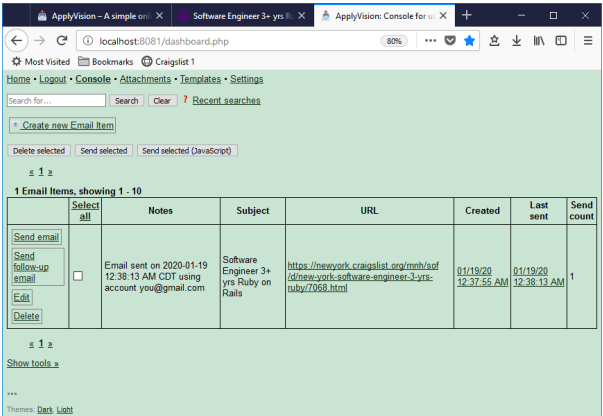 ApplyVision – A simple onl
Software Engineer 3+ yrs R
ApplyVision: Console for u
localhost:8081/dashboard.php
80%
Most Visited Bookmarks Craigslist 1
Home • Logout • Console • Attachments • Templates • Settings
Search for... Search Clear ? Recent searches
* Create new Email Item
Delete selected Send selected Send selected (JavaScript)
« 1 »
1 Email Items, showing 1 - 10
Select all Notes Subject URL Created Last sent Send count
Send email
Send follow-up email
Edit
Delete
Email sent on 2020-01-19
12:38:13 AM CDT using
account you@gmail.com
Software
Engineer 3+
yrs Ruby on
Rails
https://newyork.craigslist.org/mnh/sof
/d/new-york-software-engineer-3-yrs-
ruby/7068.html
01/19/20
12:37:55 AM
01/19/20
12:38:13 AM
1
« 1 »
Show tools »
...
Themes: Dark, Light